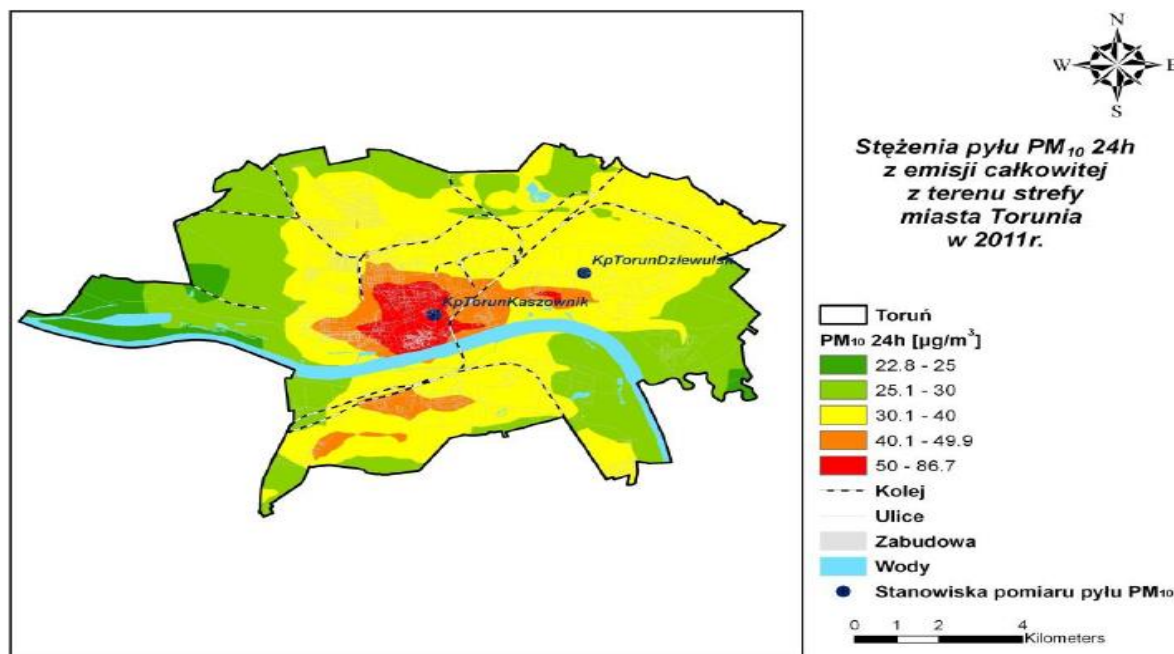 N
W E
S
Stężenia pyłu PM₁₀ 24h
z emisji całkowitej
z terenu strefy
miasta Torunia
w 2011r.
KpTorunDziewulsk
KpTorunKaszownik
Toruń
PM₁₀ 24h [µg/m³]
22.8 - 25
25.1 - 30
30.1 - 40
40.1 - 49.9
50 - 86.7
Kolej
Ulice
Zabudowa
Wody
Stanowiska pomiaru pyłu PM₁₀
0 1 2 4
Kilometers